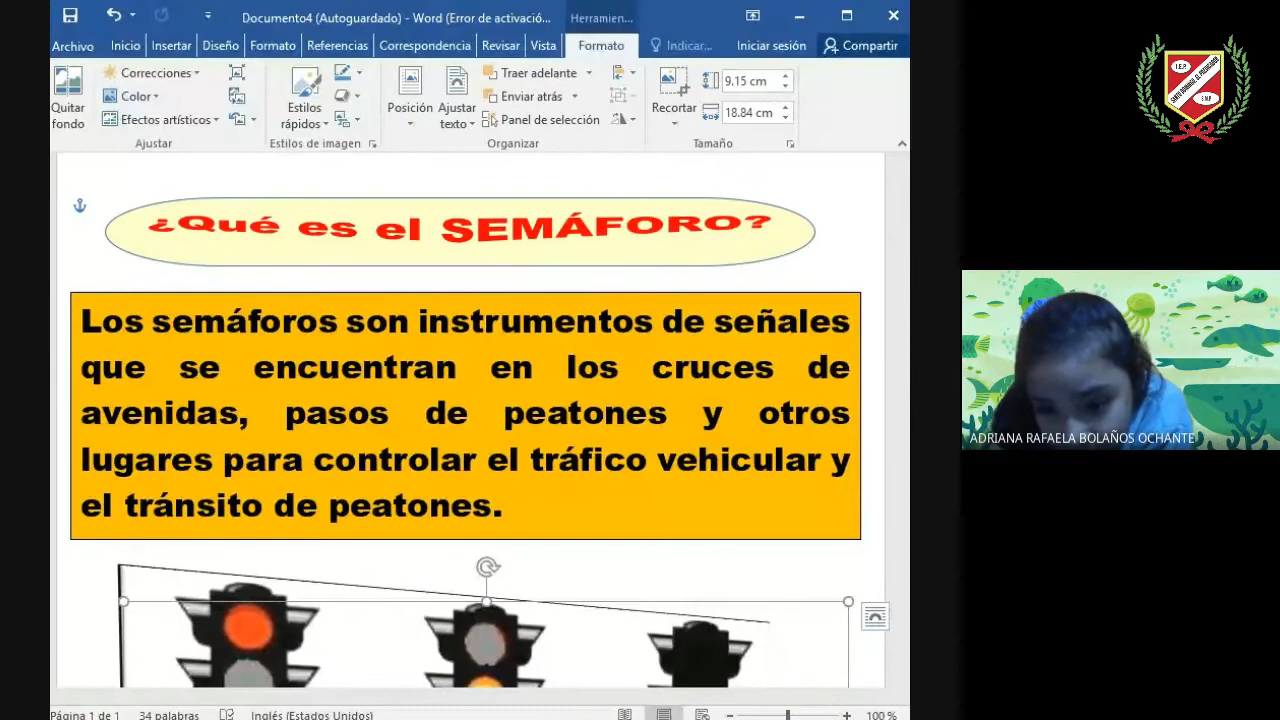 Documento4 (Autoguardado) - Word (Error de activació...
Herramien...
Archivo
Inicio
Insertar
Diseño
Formato
Referencias
Correspondencia
Revisar
Vista
Formato
Indicar...
Iniciar sesión
Compartir
Quitar fondo
Correcciones
Color
Efectos artísticos
Ajustar
Estilos rápidos
Estilos de imagen
Posición
Ajustar texto
Traer adelante
Enviar atrás
Panel de selección
Organizar
Recortar
9.15 cm
18.84 cm
Tamaño
I.E.P.
¿Qué es el SEMÁFORO?
Los semáforos son instrumentos de señales
que se encuentran en los cruces de
avenidas, pasos de peatones y otros
lugares para controlar el tráfico vehicular y
el tránsito de peatones.
ADRIANA RAFAELA BOLAÑOS OCHANTE
Página 1 de 1
34 palabras
Inglés (Estados Unidos)
100 %